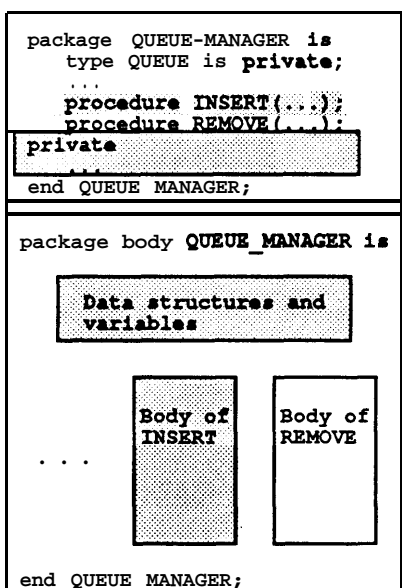 package QUEUE-MANAGER is
type QUEUE is private;
...
procedure INSERT(...);
procedure REMOVE(...);
private
...
end QUEUE MANAGER;
package body QUEUE_MANAGER is
Data structures and
variables
Body of
INSERT
Body of
REMOVE
...
end QUEUE MANAGER;